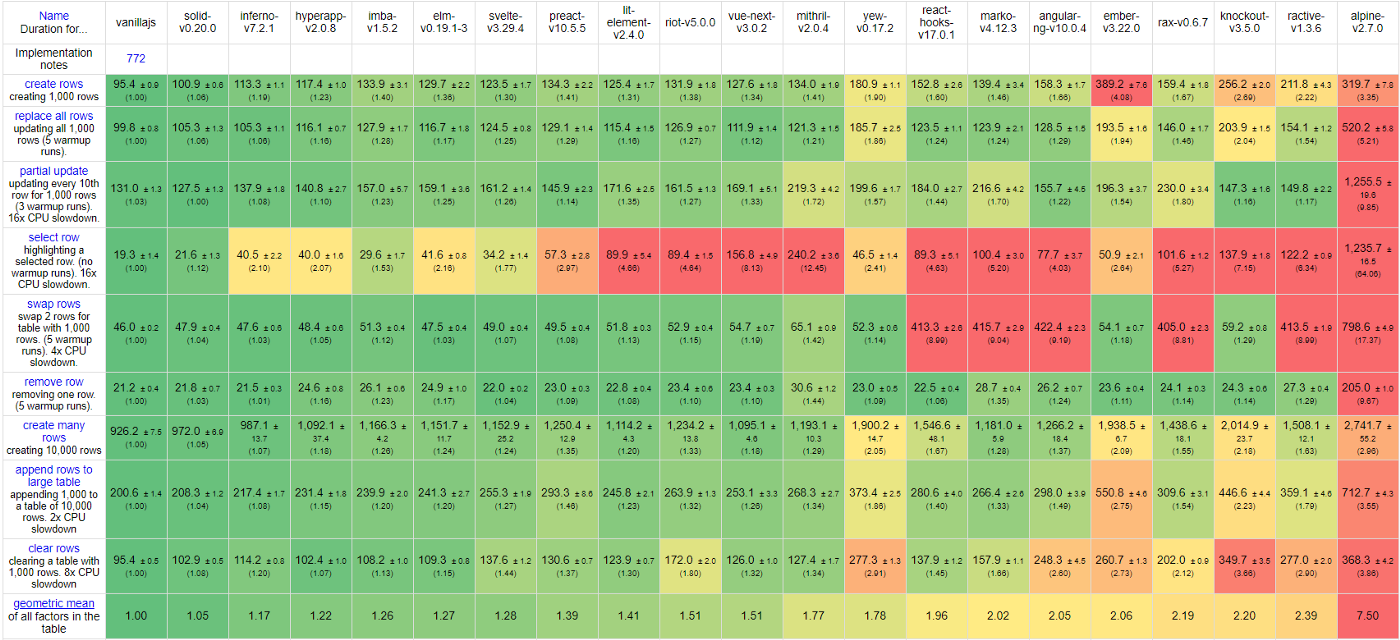 Name Duration for... vanillajs solid-v0.20.0 inferno-v7.2.1 hyperapp-v2.0.8 imba-v1.5.2 elm-v0.19.1-3 svelte-v3.29.4 preact-v10.5.5 lit-element-v2.4.0 riot-v5.0.0 vue-next-v3.0.2 mithril-v2.0.4 yew-v0.17.2 react-hooks-v17.0.1 marko-v4.12.3 angular-ng-v10.0.4 ember-v3.22.0 rax-v0.6.7 knockout-v3.5.0 ractive-v1.3.6 alpine-v2.7.0
Implementation notes 772
create rows
creating 1,000 rows
95.4 ± 0.9 (1.00) 100.9 ± 0.6 (1.06) 113.3 ± 1.1 (1.19) 117.4 ± 1.0 (1.23) 133.9 ± 3.1 (1.40) 129.7 ± 2.2 (1.36) 123.5 ± 1.7 (1.30) 134.3 ± 2.2 (1.41) 125.4 ± 1.7 (1.31) 131.9 ± 1.8 (1.38) 127.6 ± 1.8 (1.34) 134.0 ± 1.9 (1.41) 180.9 ± 1.1 (1.90) 152.8 ± 2.6 (1.60) 139.4 ± 3.4 (1.46) 158.3 ± 1.7 (1.66) 389.2 ± 7.6 (4.08) 159.4 ± 1.8 (1.67) 256.2 ± 2.0 (2.69) 211.8 ± 4.3 (2.22) 319.7 ± 7.8 (3.35)
replace all rows
updating all 1,000
rows (5 warmup
runs).
99.8 ± 0.8 (1.00) 105.3 ± 1.3 (1.06) 105.3 ± 1.1 (1.06) 116.1 ± 0.7 (1.16) 127.9 ± 1.7 (1.28) 116.7 ± 1.8 (1.17) 124.5 ± 0.8 (1.25) 129.1 ± 1.4 (1.29) 115.4 ± 1.5 (1.16) 126.9 ± 0.7 (1.27) 111.9 ± 1.4 (1.12) 121.3 ± 1.5 (1.21) 185.7 ± 2.5 (1.86) 123.5 ± 1.1 (1.24) 123.9 ± 2.1 (1.24) 128.5 ± 1.5 (1.29) 193.5 ± 1.6 (1.94) 146.0 ± 1.7 (1.46) 203.9 ± 1.5 (2.04) 154.1 ± 1.2 (1.54) 520.2 ± 5.8 (5.21)
partial update
updating every 10th
row for 1,000 rows
(3 warmup runs).
16x CPU slowdown.
131.0 ± 1.3 (1.03) 127.5 ± 1.3 (1.00) 137.9 ± 1.8 (1.08) 140.8 ± 2.7 (1.10) 157.0 ± 5.7 (1.23) 159.1 ± 3.6 (1.25) 161.2 ± 1.4 (1.26) 145.9 ± 2.3 (1.14) 171.6 ± 2.5 (1.35) 161.5 ± 1.3 (1.27) 169.1 ± 5.1 (1.33) 219.3 ± 4.2 (1.72) 199.6 ± 1.7 (1.57) 184.0 ± 2.7 (1.44) 216.6 ± 4.2 (1.70) 155.7 ± 4.5 (1.22) 196.3 ± 3.7 (1.54) 230.0 ± 3.4 (1.80) 147.3 ± 1.6 (1.16) 149.8 ± 2.2 (1.17) 1,255.5 ± 19.6 (9.85)
select row
highlighting a
selected row. (no
warmup runs). 16x
CPU slowdown.
19.3 ± 1.4 (1.00) 21.6 ± 1.3 (1.12) 40.5 ± 2.2 (2.10) 40.0 ± 1.6 (2.07) 29.6 ± 1.7 (1.53) 41.6 ± 0.8 (2.16) 34.2 ± 1.4 (1.77) 57.3 ± 2.8 (2.97) 89.9 ± 5.4 (4.66) 89.4 ± 1.5 (4.64) 156.8 ± 4.9 (8.13) 240.2 ± 3.6 (12.45) 46.5 ± 1.4 (2.41) 89.3 ± 5.1 (4.63) 100.4 ± 3.0 (5.20) 77.7 ± 3.7 (4.03) 50.9 ± 2.1 (2.64) 101.6 ± 1.2 (5.27) 137.9 ± 1.8 (7.15) 122.2 ± 0.9 (6.34) 1,235.7 ± 16.5 (64.06)
swap rows
swap 2 rows for
table with 1,000
rows. (5 warmup
runs). 4x CPU
slowdown.
46.0 ± 0.2 (1.00) 47.9 ± 0.4 (1.04) 47.6 ± 0.6 (1.03) 48.4 ± 0.6 (1.05) 51.3 ± 0.4 (1.12) 47.5 ± 0.4 (1.03) 49.0 ± 0.4 (1.07) 49.5 ± 0.4 (1.08) 51.8 ± 0.3 (1.13) 52.9 ± 0.4 (1.15) 54.7 ± 0.7 (1.19) 65.1 ± 0.9 (1.42) 52.3 ± 0.6 (1.14) 413.3 ± 2.6 (8.99) 415.7 ± 2.9 (9.04) 422.4 ± 2.3 (9.19) 54.1 ± 0.7 (1.18) 405.0 ± 2.3 (8.81) 59.2 ± 0.8 (1.29) 413.5 ± 1.9 (8.99) 798.6 ± 4.9 (17.37)
remove row
removing one row.
(5 warmup runs).
21.2 ± 0.4 (1.00) 21.8 ± 0.7 (1.03) 21.5 ± 0.3 (1.01) 24.6 ± 0.8 (1.16) 26.1 ± 0.6 (1.23) 24.9 ± 1.0 (1.17) 22.0 ± 0.2 (1.04) 23.0 ± 0.3 (1.09) 22.8 ± 0.4 (1.08) 23.4 ± 0.6 (1.10) 23.4 ± 0.3 (1.10) 30.6 ± 1.2 (1.44) 23.0 ± 0.5 (1.09) 22.5 ± 0.4 (1.06) 28.7 ± 0.4 (1.35) 26.2 ± 0.7 (1.24) 23.6 ± 0.4 (1.11) 24.1 ± 0.3 (1.14) 24.3 ± 0.6 (1.14) 27.3 ± 0.4 (1.29) 205.0 ± 1.0 (9.67)
create many
rows
creating 10,000 rows
926.2 ± 7.5 (1.00) 972.0 ± 6.9 (1.05) 987.1 ± 13.7 (1.07) 1,092.1 ± 37.4 (1.18) 1,166.3 ± 4.2 (1.26) 1,151.7 ± 11.7 (1.24) 1,152.9 ± 25.2 (1.24) 1,250.4 ± 12.9 (1.35) 1,114.2 ± 4.3 (1.20) 1,234.2 ± 13.8 (1.33) 1,095.1 ± 4.6 (1.18) 1,193.1 ± 10.3 (1.29) 1,900.2 ± 14.7 (2.05) 1,546.6 ± 48.1 (1.67) 1,181.0 ± 5.9 (1.28) 1,266.2 ± 18.4 (1.37) 1,938.5 ± 6.7 (2.09) 1,438.6 ± 18.1 (1.55) 2,014.9 ± 23.7 (2.18) 1,508.1 ± 12.1 (1.63) 2,741.7 ± 55.2 (2.96)
append rows to
large table
appending 1,000 to
a table of 10,000
rows. 2x CPU
slowdown
200.6 ± 1.4 (1.00) 208.3 ± 1.2 (1.04) 217.4 ± 1.7 (1.08) 231.4 ± 1.8 (1.15) 239.9 ± 2.0 (1.20) 241.3 ± 2.7 (1.20) 255.3 ± 1.9 (1.27) 293.3 ± 8.6 (1.46) 245.8 ± 2.1 (1.23) 263.9 ± 1.3 (1.32) 253.1 ± 3.3 (1.26) 268.3 ± 2.7 (1.34) 373.4 ± 2.5 (1.86) 280.6 ± 4.0 (1.40) 266.4 ± 2.6 (1.33) 298.0 ± 3.9 (1.49) 550.8 ± 4.6 (2.75) 309.6 ± 3.1 (1.54) 446.6 ± 4.4 (2.23) 359.1 ± 4.6 (1.79) 712.7 ± 4.3 (3.55)
clear rows
clearing a table with
1,000 rows. 8x CPU
slowdown
95.4 ± 0.5 (1.00) 102.9 ± 0.5 (1.08) 114.2 ± 0.8 (1.20) 102.4 ± 1.0 (1.07) 108.2 ± 1.0 (1.13) 109.3 ± 0.8 (1.15) 137.6 ± 1.2 (1.44) 130.6 ± 0.7 (1.37) 123.9 ± 0.7 (1.30) 172.0 ± 2.0 (1.80) 126.0 ± 1.0 (1.32) 127.4 ± 1.7 (1.34) 277.3 ± 1.3 (2.91) 137.9 ± 1.2 (1.45) 157.9 ± 1.1 (1.66) 248.3 ± 4.5 (2.60) 260.7 ± 1.3 (2.73) 202.0 ± 0.9 (2.12) 349.7 ± 3.5 (3.66) 277.0 ± 2.0 (2.90) 368.3 ± 4.2 (3.86)
geometric mean
of all factors in the
table
1.00 1.05 1.17 1.22 1.26 1.27 1.28 1.39 1.41 1.51 1.51 1.77 1.78 1.96 2.02 2.05 2.06 2.19 2.20 2.39 7.50